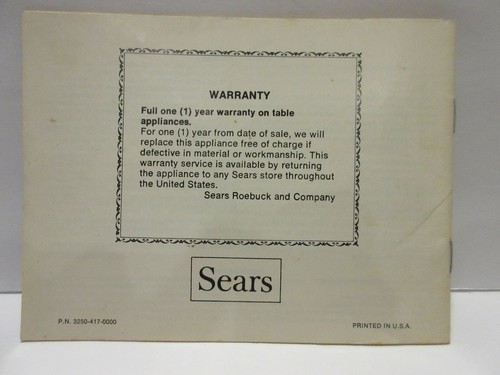 WARRANTY
Full one (1) year warranty on table
appliances.
For one (1) year from date of sale, we will
replace this appliance free of charge if
defective in material or workmanship. This
warranty service is available by returning
the appliance to any Sears store throughout
the United States.
Sears Roebuck and Company
Sears
P.N. 3250-417-0000
PRINTED IN U.S.A.